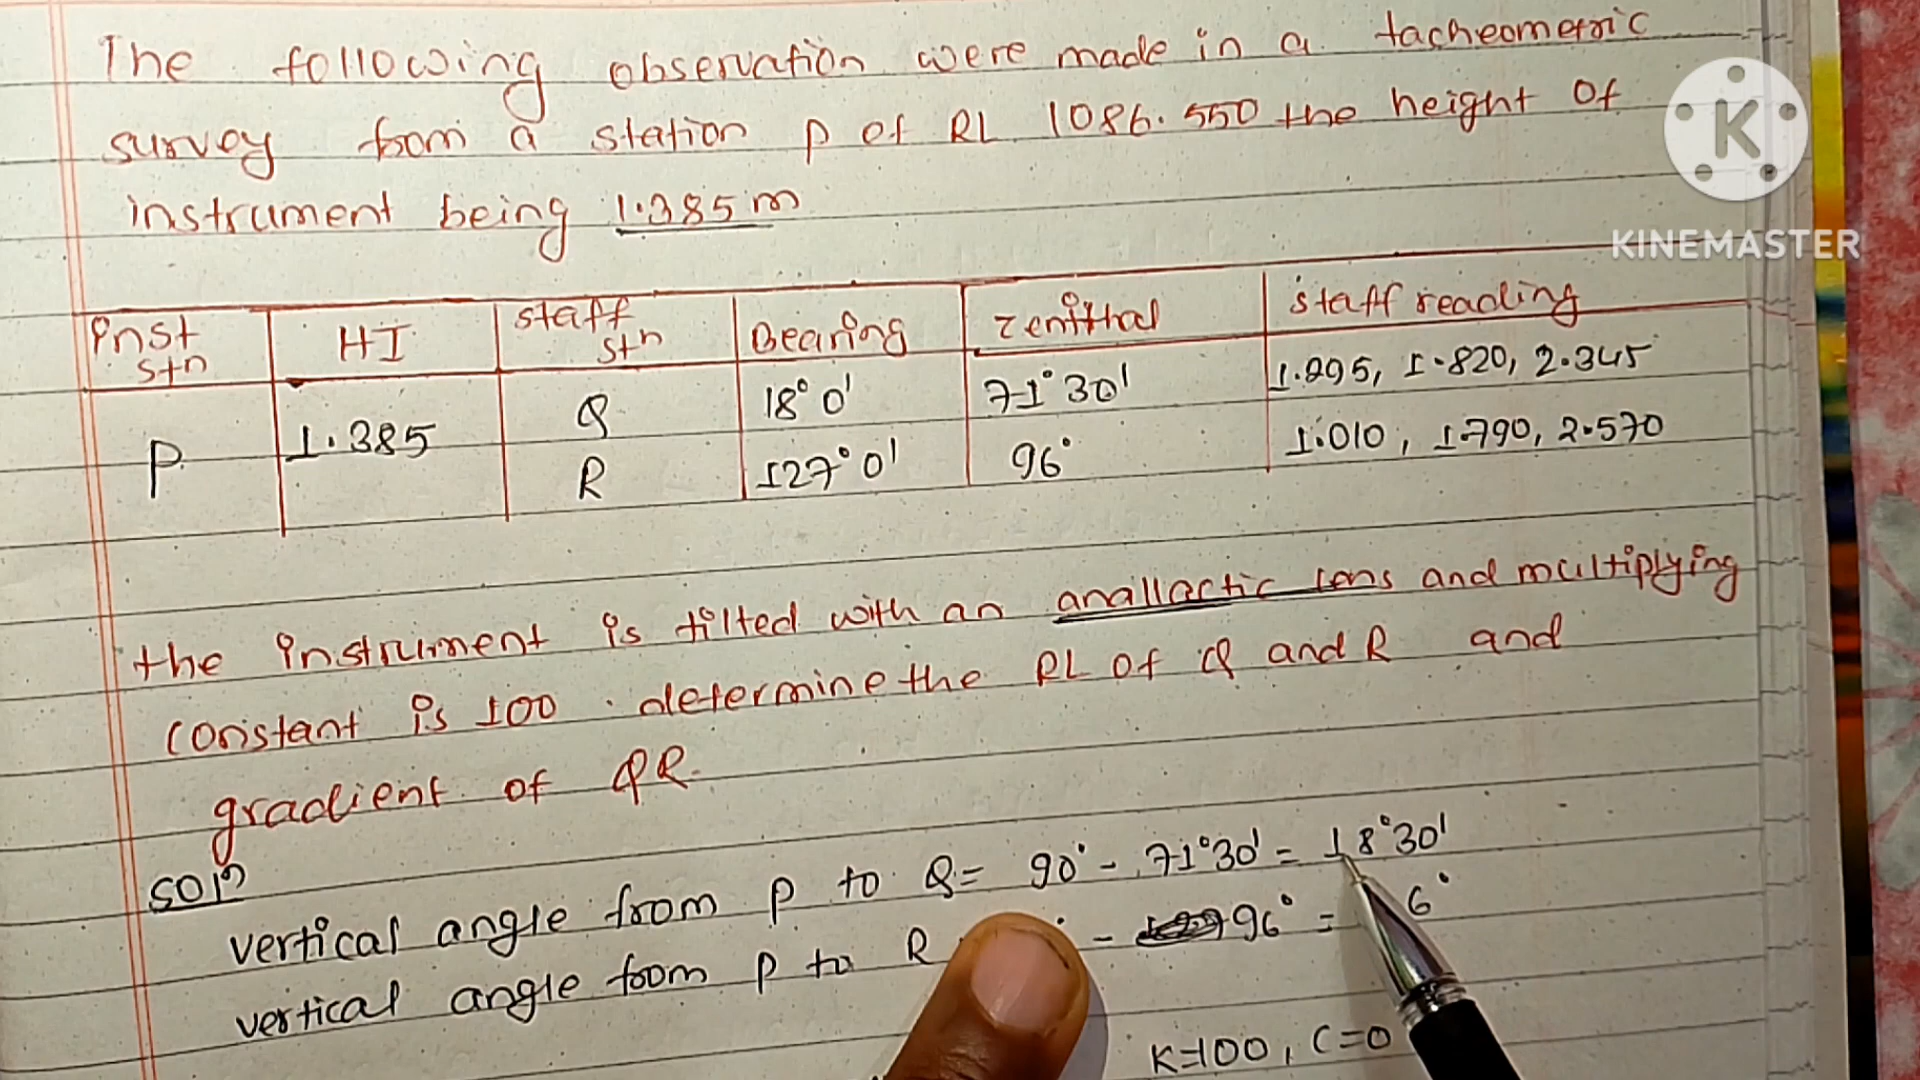 The following observation were made in a tacheometric
survey from a station P of RL 1086.550 the height of
instrument being 1.385m
K
KINEMASTER
inst stn HI staff stn Bearing zenithal staff reading
P 1.385 Q 18°0' 71°30' 1.295, 1.820, 2.345
R 127°0' 96° 1.010, 1.790, 2.570
the instrument is tilted with an anallactic lens and multiplying
constant is 100. determine the RL of Q and R and
gradient of QR.
Soln
vertical angle from P to Q = 90° - 71°30' = 18°30'
vertical angle from P to R - 96° = 6°
K=100, C=0